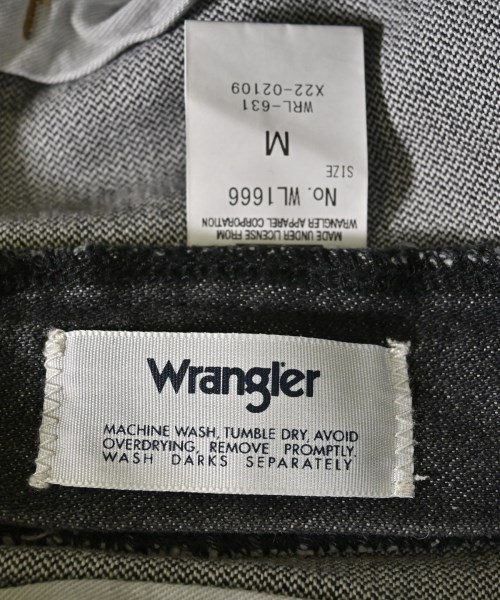 MADE UNDER LICENSE FROM
WRANGLER APPAREL CORPORATION
No. WL1666
SIZE
M
WRL-631
X22-02109
Wrangler
MACHINE WASH, TUMBLE DRY, AVOID
OVERDRYING, REMOVE PROMPTLY.
WASH DARKS SEPARATELY